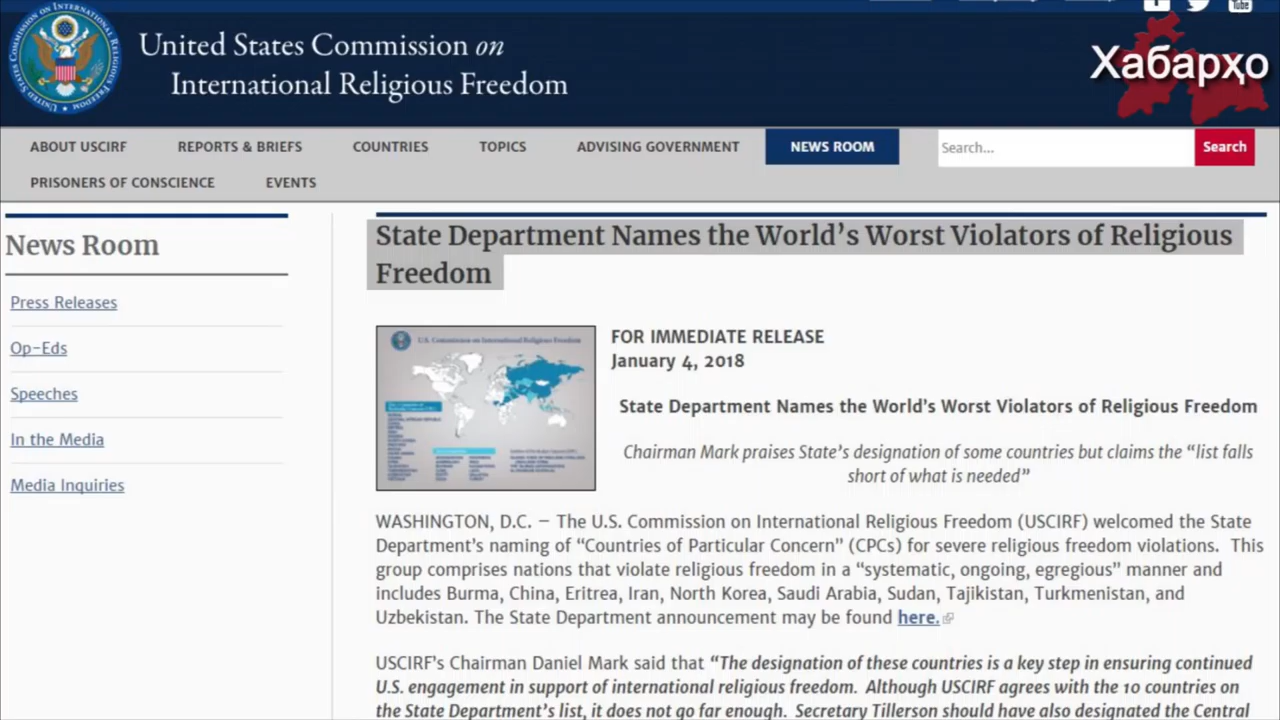 United States Commission on
International Religious Freedom
Хабарҳо
ABOUT USCIRF
REPORTS & BRIEFS
COUNTRIES
TOPICS
ADVISING GOVERNMENT
NEWS ROOM
Search...
Search
PRISONERS OF CONSCIENCE
EVENTS
News Room
Press Releases
Op-Eds
Speeches
In the Media
Media Inquiries
State Department Names the World’s Worst Violators of Religious
Freedom
U.S. Commission on International Religious Freedom
FOR IMMEDIATE RELEASE
January 4, 2018
State Department Names the World’s Worst Violators of Religious Freedom
Chairman Mark praises State’s designation of some countries but claims the “list falls
short of what is needed”
WASHINGTON, D.C. – The U.S. Commission on International Religious Freedom (USCIRF) welcomed the State
Department’s naming of “Countries of Particular Concern” (CPCs) for severe religious freedom violations. This
group comprises nations that violate religious freedom in a “systematic, ongoing, egregious” manner and
includes Burma, China, Eritrea, Iran, North Korea, Saudi Arabia, Sudan, Tajikistan, Turkmenistan, and
Uzbekistan. The State Department announcement may be found here.
USCIRF’s Chairman Daniel Mark said that “The designation of these countries is a key step in ensuring continued
U.S. engagement in support of international religious freedom. Although USCIRF agrees with the 10 countries on
the State Department’s list, it does not go far enough. Secretary Tillerson should have also designated the Central